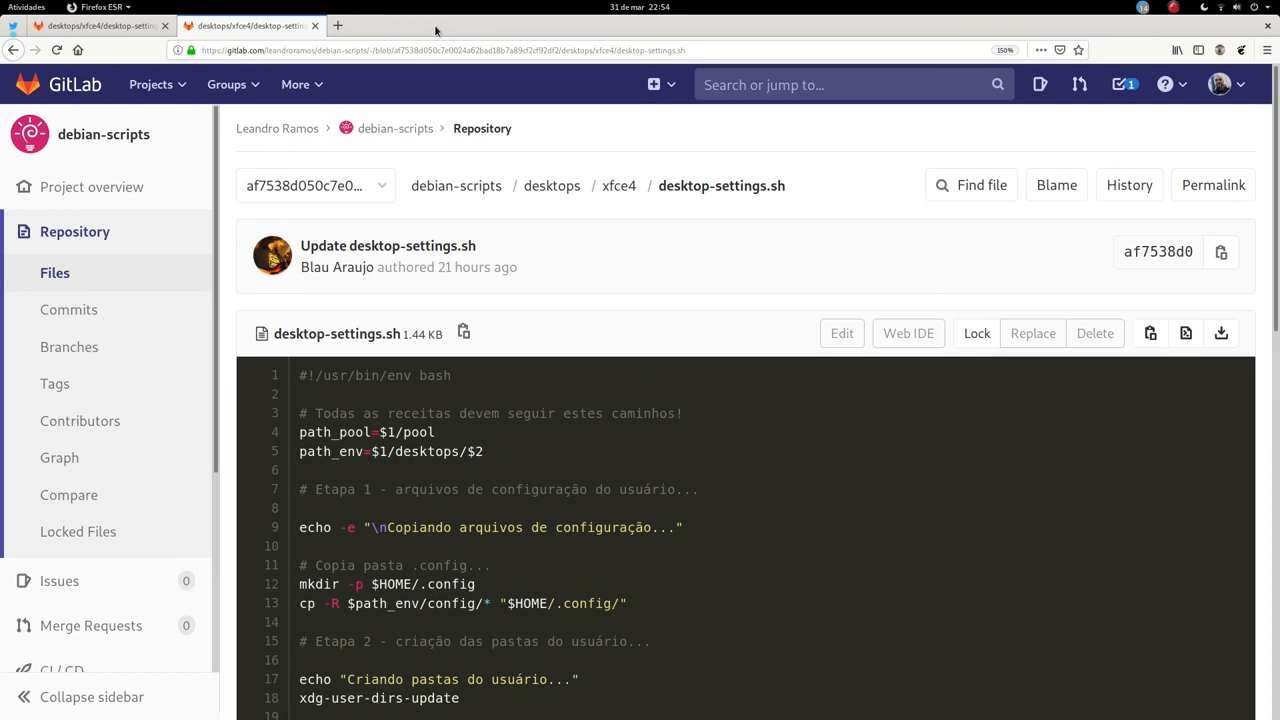 Atividades Firefox ESR 31 de mar 22:54
desktops/xfce4/desktop-settin desktops/xfce4/desktop-settin
https://gitlab.com/leandroramos/debian-scripts/-/blob/af7538d050c7e0024a62bad18b7a89cf2cf92df2/desktops/xfce4/desktop-settings.sh 150%
GitLab Projects Groups More Search or jump to... 1
debian-scripts
Project overview
Repository
Files
Commits
Branches
Tags
Contributors
Graph
Compare
Locked Files
Issues 0
Merge Requests 0
CI / CD
Collapse sidebar
Leandro Ramos › debian-scripts › Repository
af7538d050c7e0... debian-scripts / desktops / xfce4 / desktop-settings.sh Find file Blame History Permalink
Update desktop-settings.sh
Blau Araujo authored 21 hours ago
af7538d0
desktop-settings.sh 1.44 KB Edit Web IDE Lock Replace Delete
1 #!/usr/bin/env bash
2
3 # Todas as receitas devem seguir estes caminhos!
4 path_pool=$1/pool
5 path_env=$1/desktops/$2
6
7 # Etapa 1 - arquivos de configuração do usuário...
8
9 echo -e "\nCopiando arquivos de configuração..."
10
11 # Copia pasta .config...
12 mkdir -p $HOME/.config
13 cp -R $path_env/config/* "$HOME/.config/"
14
15 # Etapa 2 - criação das pastas do usuário...
16
17 echo "Criando pastas do usuário..."
18 xdg-user-dirs-update
19